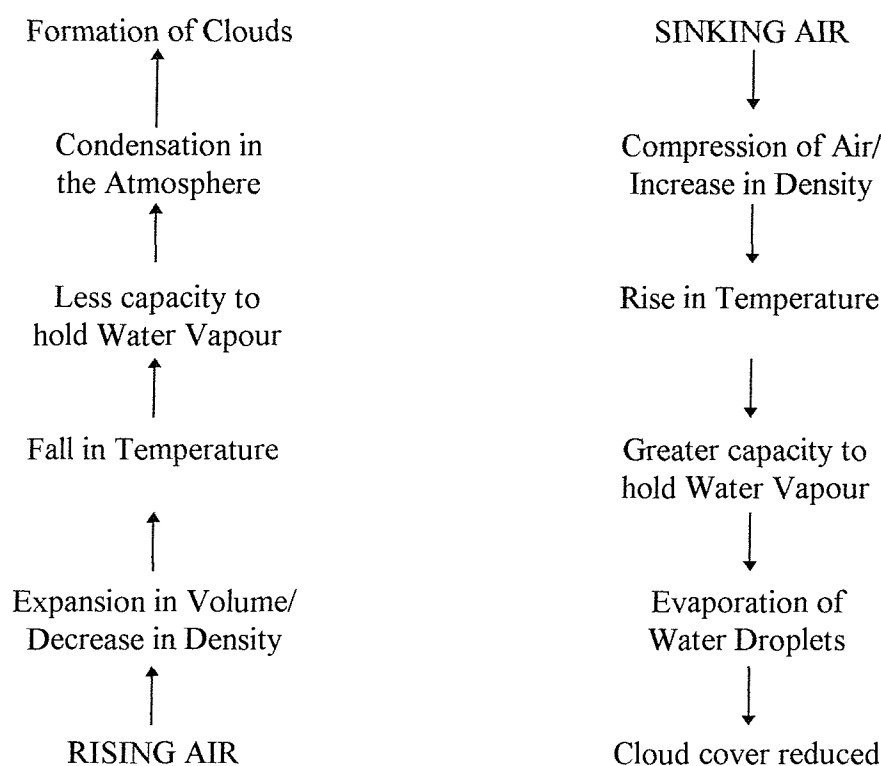 Formation of Clouds
Condensation in
the Atmosphere
Less capacity to
hold Water Vapour
Fall in Temperature
Expansion in Volume/
Decrease in Density
RISING AIR
SINKING AIR
Compression of Air/
Increase in Density
Rise in Temperature
Greater capacity to
hold Water Vapour
Evaporation of
Water Droplets
Cloud cover reduced